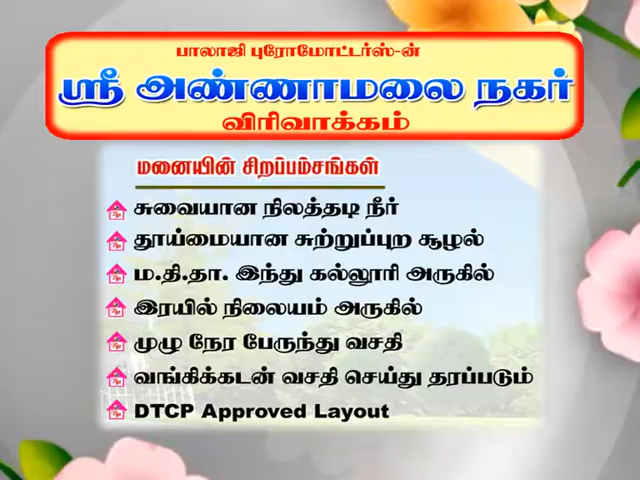 பாலாஜி புரோமோட்டர்ஸ்-ன்
ஸ்ரீ அண்ணாமலை நகர்
விரிவாக்கம்
மனையின் சிறப்பம்சங்கள்
சுவையான நிலத்தடி நீர்
தூய்மையான சுற்றுப்புற சூழல்
ம.தி.தா. இந்து கல்லூரி அருகில்
இரயில் நிலையம் அருகில்
முழு நேர பேருந்து வசதி
வங்கிக்கடன் வசதி செய்து தரப்படும்
DTCP Approved Layout